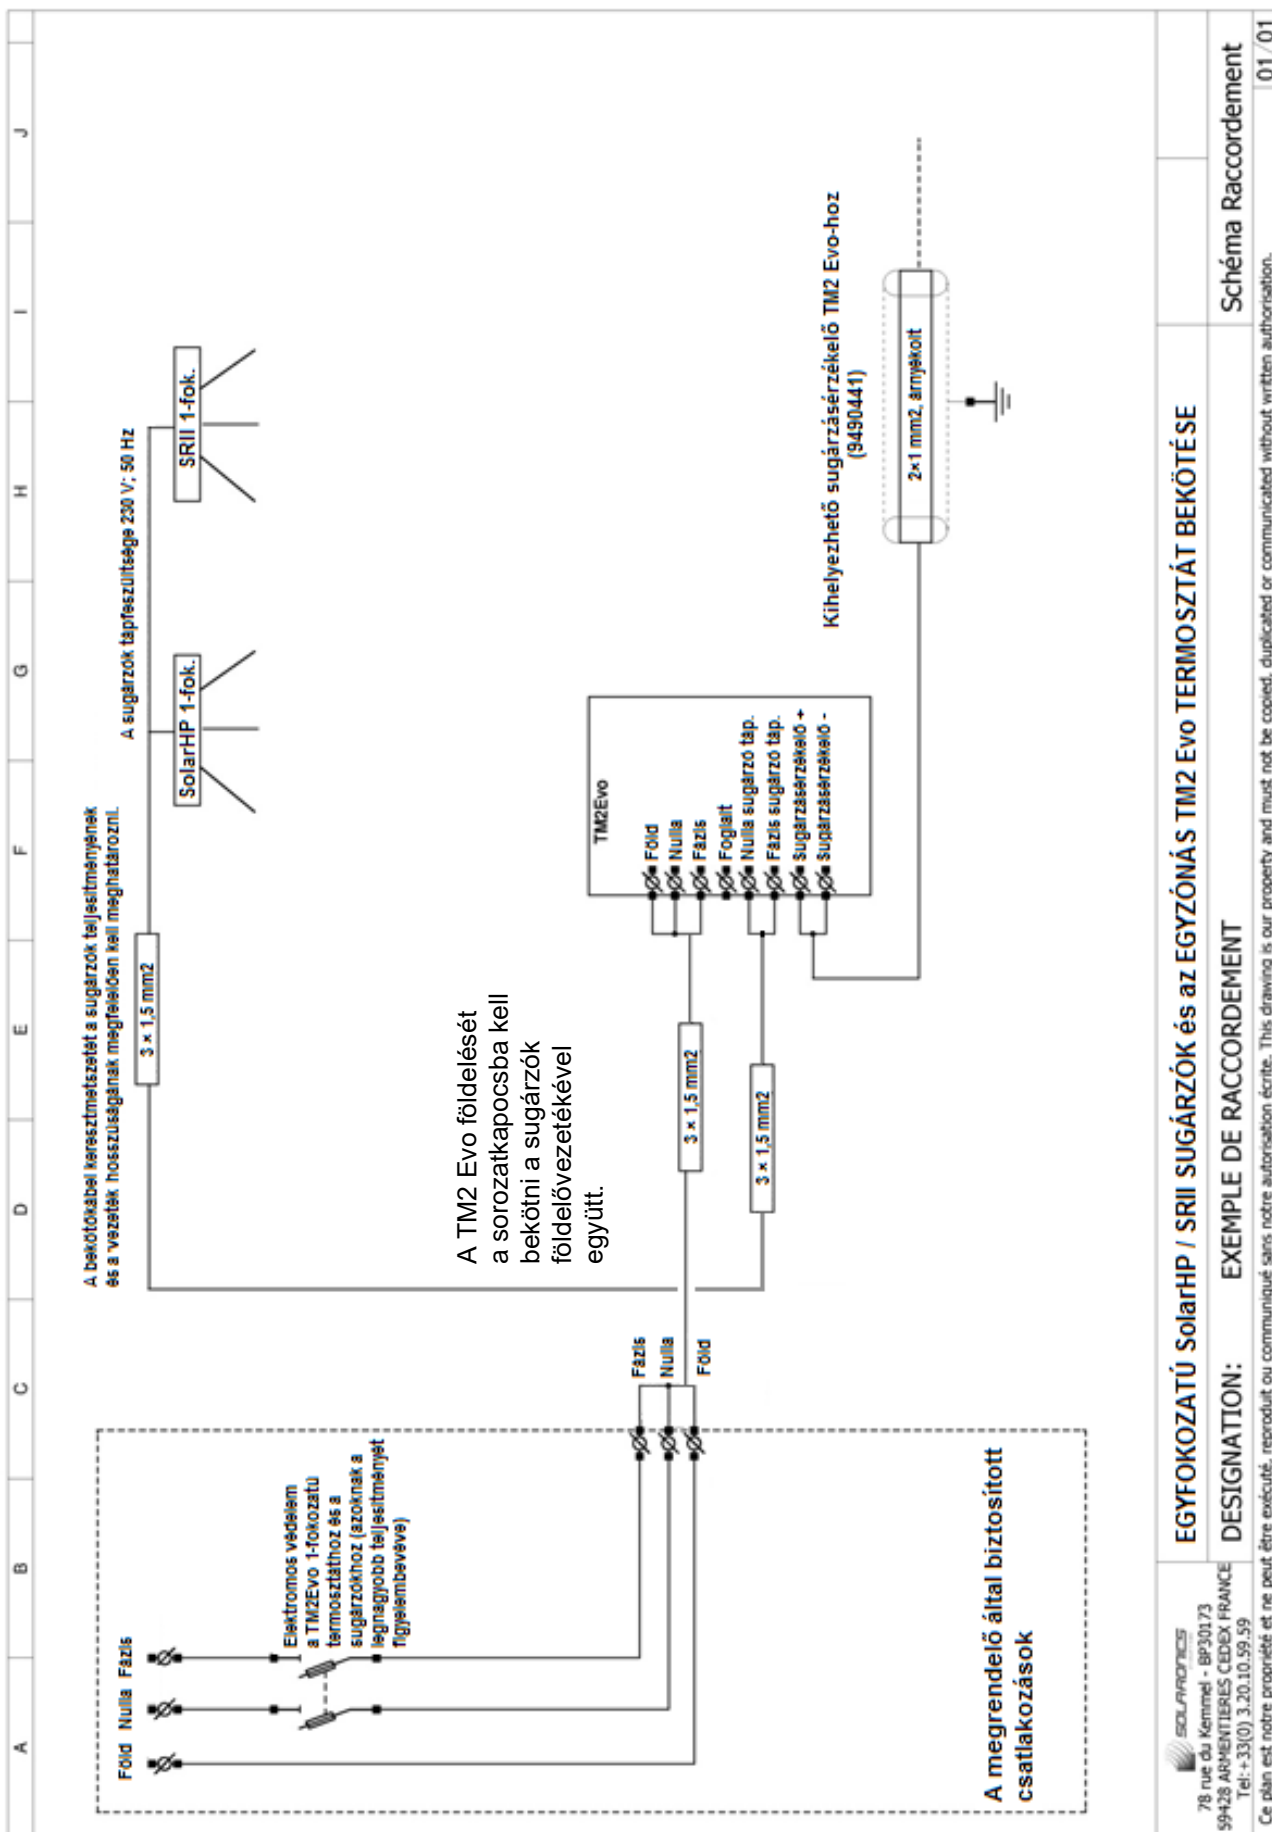 A
B
C
D
E
F
G
H
I
J
A bekötőkábel keresztmetszetét a sugárzók teljesítményének
és a vezeték hosszúságának megfelelően kell meghatározni.
A sugárzók tápfeszültsége 230 V; 50 Hz
3 × 1,5 mm2
SolarHP 1-fok.
SRII 1-fok.
Föld
Nulla
Fázis
Elektromos védelem
a TM2Evo 1-fokozatú
termosztáthoz és a
sugárzókhoz (azoknak a
legnagyobb teljesítményét
figyelembevéve)
A TM2 Evo földelését
a sorozatkapocsba kell
bekötni a sugárzók
földelővezetékével
együtt.
Fázis
Nulla
Föld
3 × 1,5 mm2
3 × 1,5 mm2
TM2Evo
Föld
Nulla
Fázis
Foglalt
Nulla sugárzó táp.
Fázis sugárzó táp.
Sugárzásérzékelő +
Sugárzásérzékelő -
Kihelyezhető sugárzásérzékelő TM2 Evo-hoz
(9490441)
2×1 mm2, árnyékolt
A megrendelő által biztosított
csatlakozások
SOLARONICS
78 rue du Kemmel - BP30173
59428 ARMENTIERES CEDEX FRANCE
Tel: +33(0) 3.20.10.59.59
EGYFOKOZATÚ SolarHP / SRII SUGÁRZÓK és az EGYZÓNÁS TM2 Evo TERMOSZTÁT BEKÖTÉSE
DESIGNATION: EXEMPLE DE RACCORDEMENT
Schéma Raccordement
Ce plan est notre propriété et ne peut être exécuté, reproduit ou communiqué sans notre autorisation écrite. This drawing is our property and must not be copied, duplicated or communicated without written authorisation.
01/01